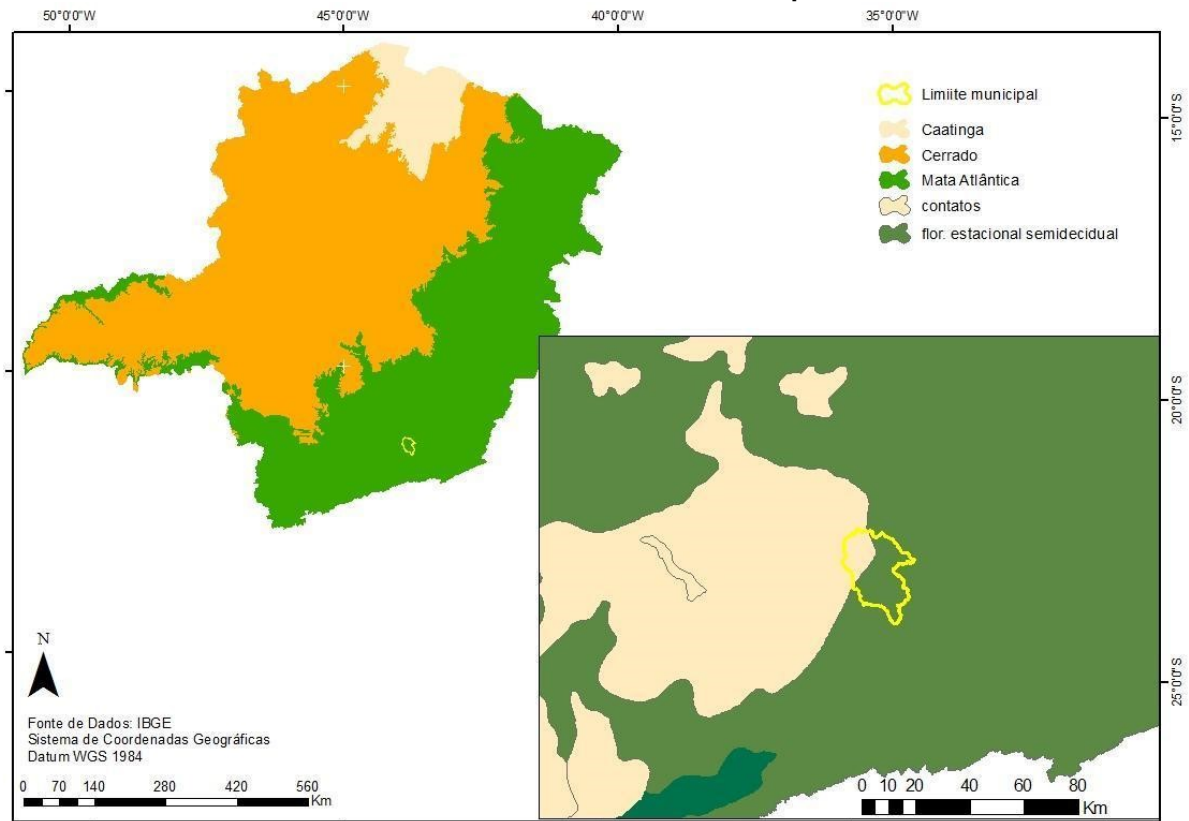 50°0'0"W 45°0'0"W 40°0'0"W 35°0'0"W
Limiite municipal
Caatinga
Cerrado
Mata Atlântica
contatos
flor. estacional semidecidual
15°0'0"S
20°0'0"S
25°0'0"S
N
Fonte de Dados: IBGE
Sistema de Coordenadas Geográficas
Datum WGS 1984
0 70 140 280 420 560
Km
0 10 20 40 60 80
Km